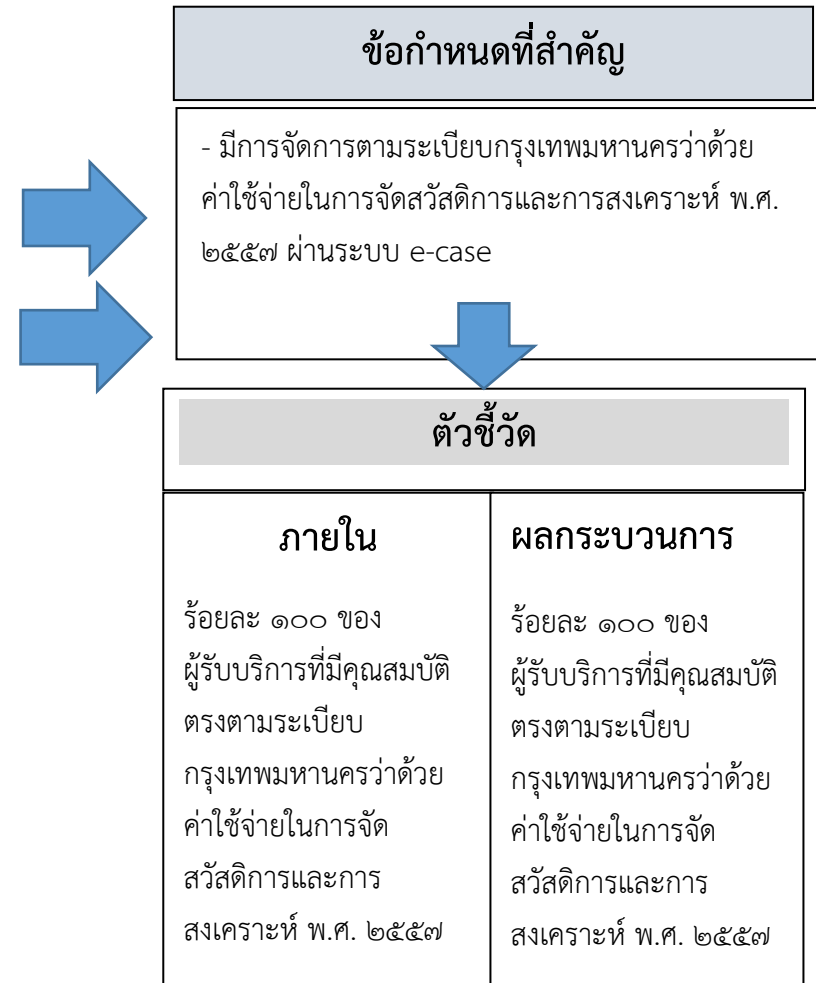 ข้อกำหนดที่สำคัญ
- มีการจัดการตามระเบียบกรุงเทพมหานครว่าด้วย
ค่าใช้จ่ายในการจัดสวัสดิการและการสงเคราะห์ พ.ศ.
๒๕๕๗ ผ่านระบบ e-case
ตัวชี้วัด
ภายใน
ร้อยละ ๑๐๐ ของ
ผู้รับบริการที่มีคุณสมบัติ
ตรงตามระเบียบ
กรุงเทพมหานครว่าด้วย
ค่าใช้จ่ายในการจัด
สวัสดิการและการ
สงเคราะห์ พ.ศ. ๒๕๕๗
ผลกระบวนการ
ร้อยละ ๑๐๐ ของ
ผู้รับบริการที่มีคุณสมบัติ
ตรงตามระเบียบ
กรุงเทพมหานครว่าด้วย
ค่าใช้จ่ายในการจัด
สวัสดิการและการ
สงเคราะห์ พ.ศ. ๒๕๕๗